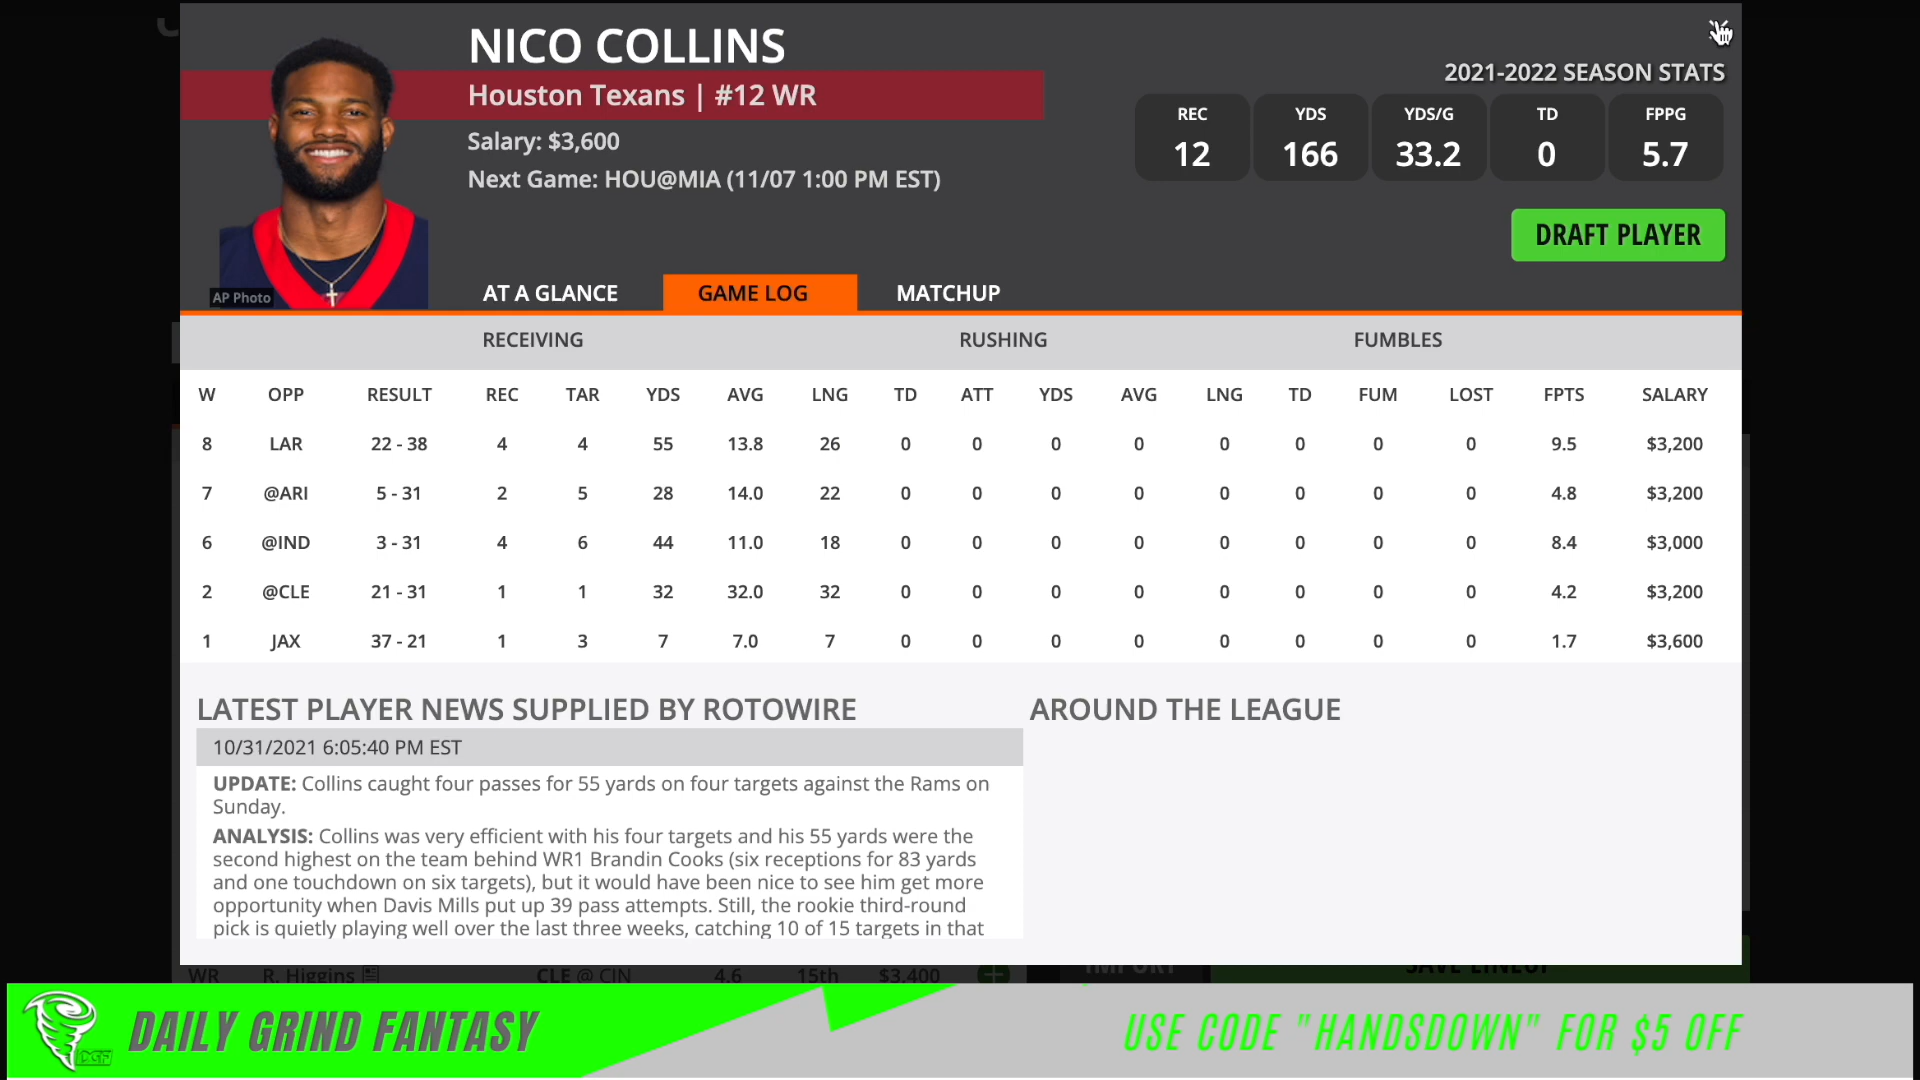 NICO COLLINS
Houston Texans | #12 WR
Salary: $3,600
Next Game: HOU@MIA (11/07 1:00 PM EST)
AP Photo
2021-2022 SEASON STATS
REC YDS YDS/G TD FPPG
12 166 33.2 0 5.7
DRAFT PLAYER
AT A GLANCE GAME LOG MATCHUP
RECEIVING RUSHING FUMBLES
W OPP RESULT REC TAR YDS AVG LNG TD ATT YDS AVG LNG TD FUM LOST FPTS SALARY
8 LAR 22 - 38 4 4 55 13.8 26 0 0 0 0 0 0 0 0 9.5 $3,200
7 @ARI 5 - 31 2 5 28 14.0 22 0 0 0 0 0 0 0 0 4.8 $3,200
6 @IND 3 - 31 4 6 44 11.0 18 0 0 0 0 0 0 0 0 8.4 $3,000
2 @CLE 21 - 31 1 1 32 32.0 32 0 0 0 0 0 0 0 0 4.2 $3,200
1 JAX 37 - 21 1 3 7 7.0 7 0 0 0 0 0 0 0 0 1.7 $3,600
LATEST PLAYER NEWS SUPPLIED BY ROTOWIRE
10/31/2021 6:05:40 PM EST
UPDATE: Collins caught four passes for 55 yards on four targets against the Rams on
Sunday.
ANALYSIS: Collins was very efficient with his four targets and his 55 yards were the
second highest on the team behind WR1 Brandin Cooks (six receptions for 83 yards
and one touchdown on six targets), but it would have been nice to see him get more
opportunity when Davis Mills put up 39 pass attempts. Still, the rookie third-round
pick is quietly playing well over the last three weeks, catching 10 of 15 targets in that
AROUND THE LEAGUE
WR R. Higgins CLE @ CIN 4.6 15th $3,400
IMPORT SAVE LINEUP
DGF
DAILY GRIND FANTASY
USE CODE "HANDSDOWN" FOR $5 OFF